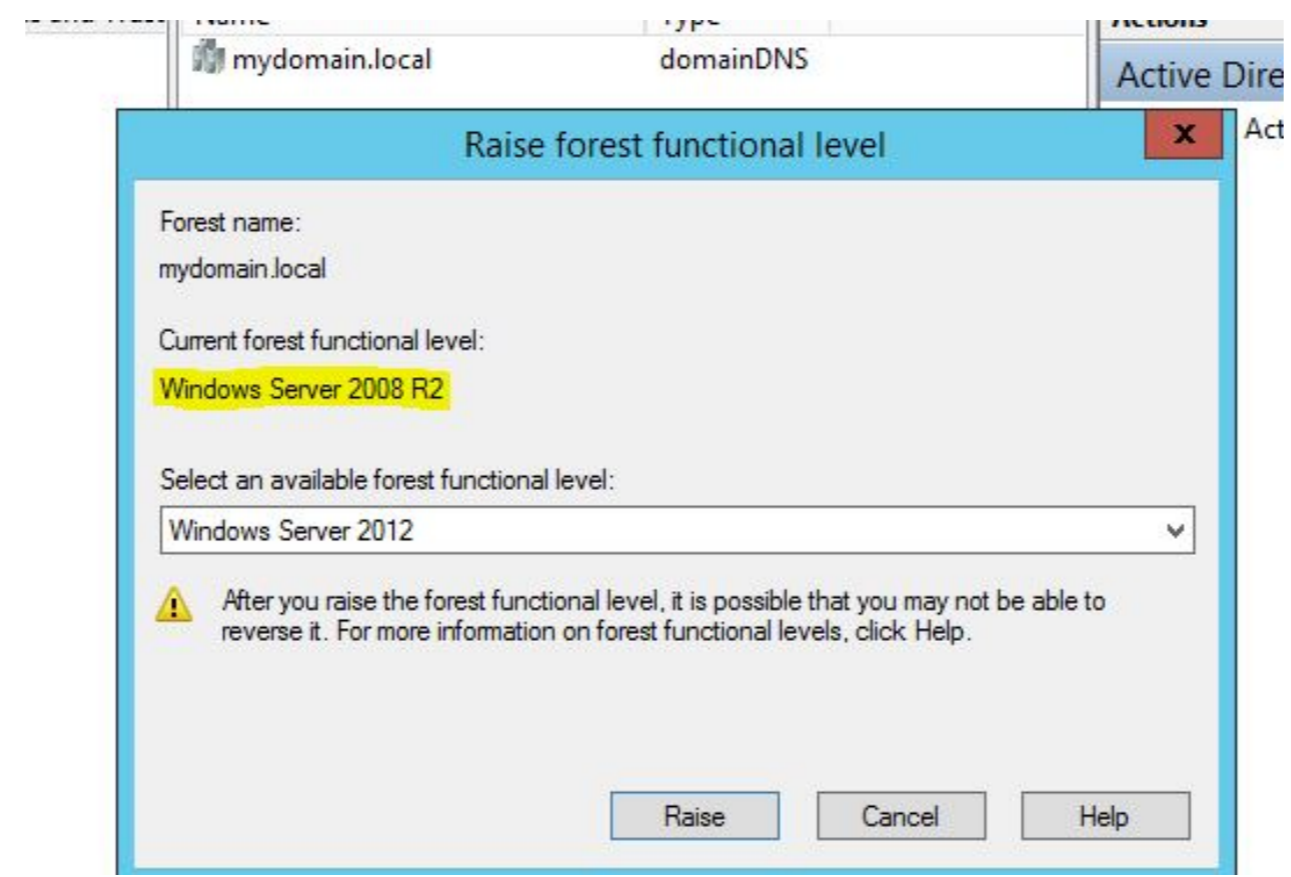 Name Type Actions
mydomain.local domainDNS
Active Dire
Act
Raise forest functional level
x
Forest name:
mydomain.local
Current forest functional level:
Windows Server 2008 R2
Select an available forest functional level:
Windows Server 2012
After you raise the forest functional level, it is possible that you may not be able to
reverse it. For more information on forest functional levels, click Help.
Raise Cancel Help